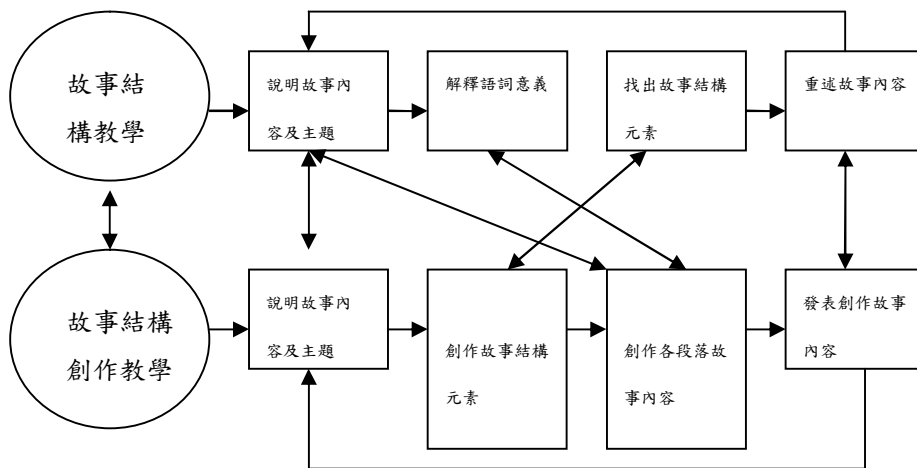 故事結
構教學
說明故事內
容及主題
解釋語詞意義
找出故事結構
元素
重述故事內容
故事結構
創作教學
說明故事內
容及主題
創作故事結構
元素
創作各段落故
事內容
發表創作故事
內容